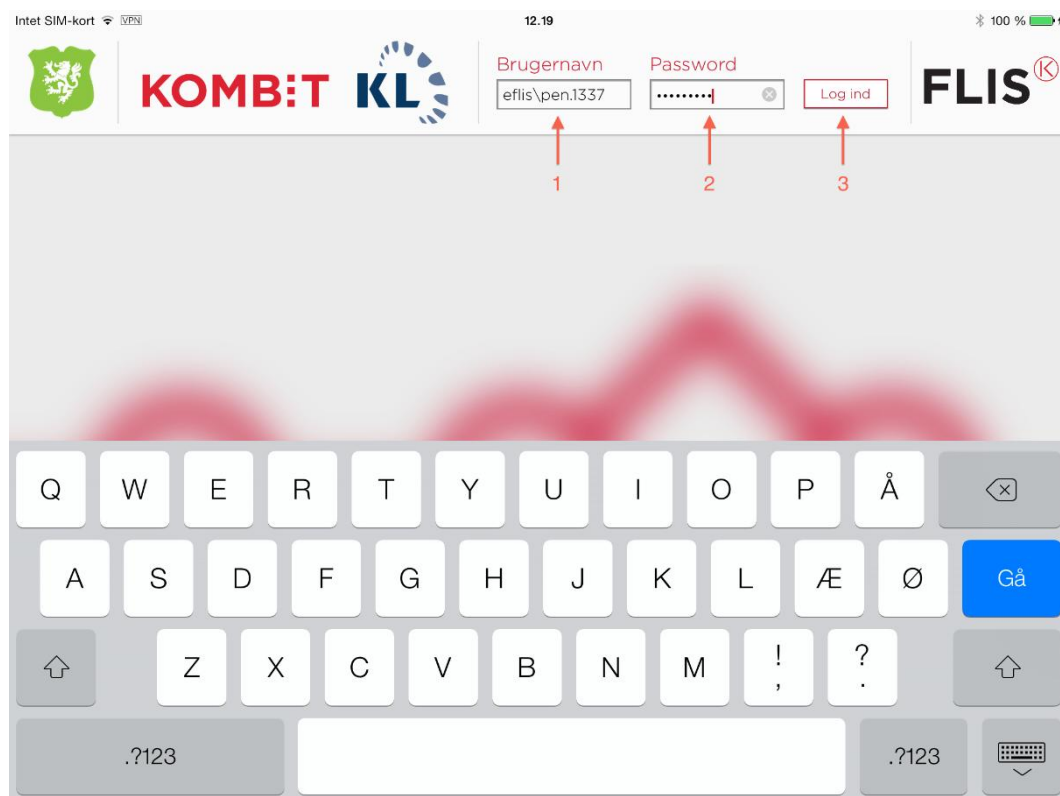 Intet SIM-kort VPN 12.19 100 %
KOMB:T KL Brugernavn Password FLIS K
eflis\pen.1337 ••••••••• Log ind
1 2 3
Q W E R T Y U I O P Å
A S D F G H J K L Æ Ø Gå
Z X C V B N M ! , ? .
.?123 .?123